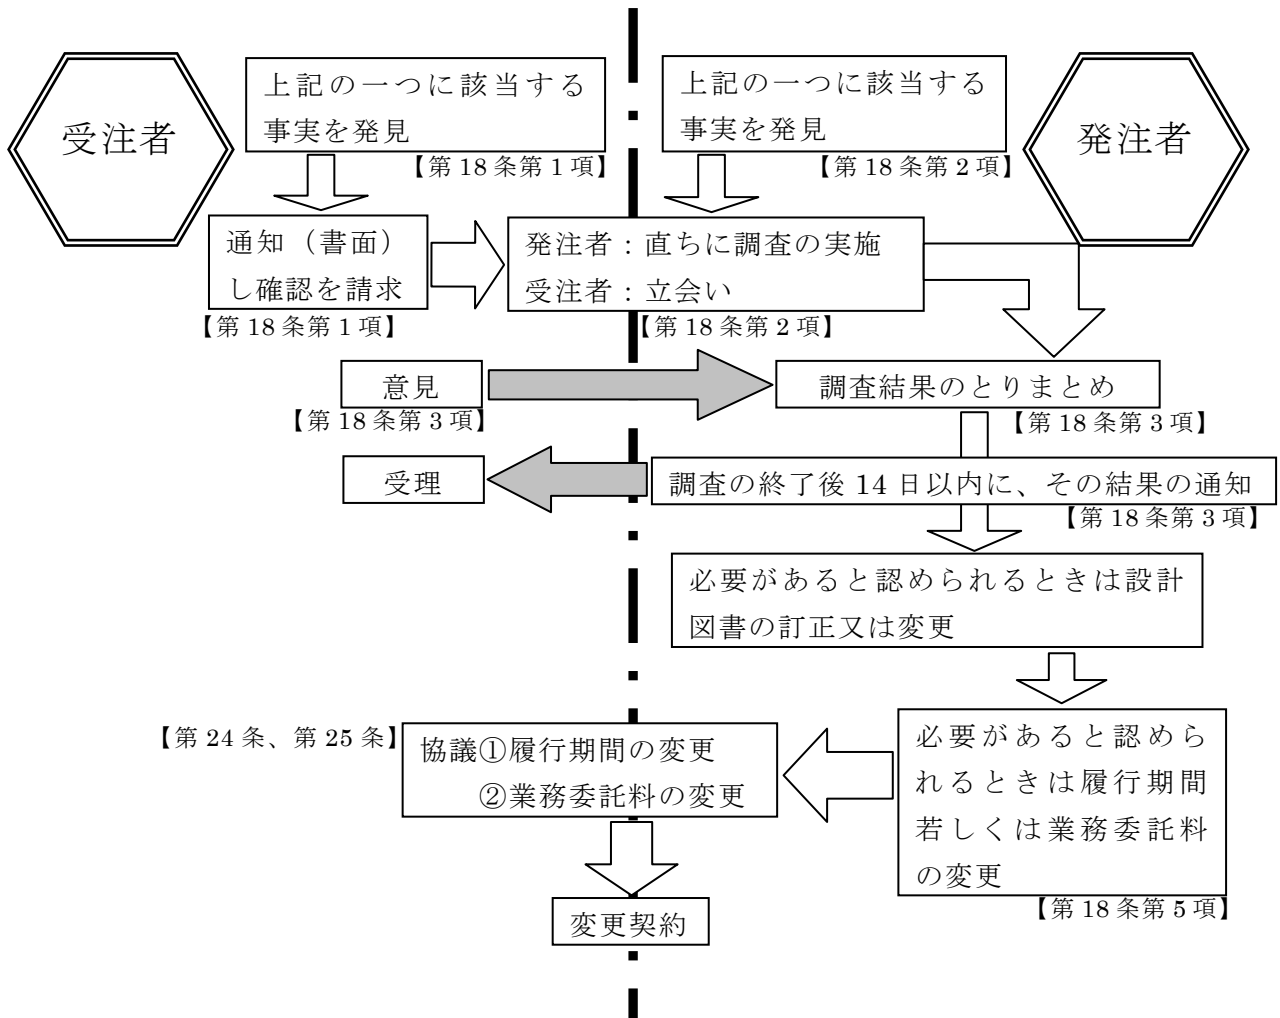 受注者
上記の一つに該当する
事実を発見
【第18条第1項】
上記の一つに該当する
事実を発見
【第18条第2項】
発注者
通知（書面）
し確認を請求
【第18条第1項】
発注者：直ちに調査の実施
受注者：立会い
【第18条第2項】
意見
【第18条第3項】
調査結果のとりまとめ
【第18条第3項】
受理
調査の終了後14日以内に、その結果の通知
【第18条第3項】
必要があると認められるときは設計
図書の訂正又は変更
【第24条、第25条】
協議①履行期間の変更
②業務委託料の変更
必要があると認めら
れるときは履行期間
若しくは業務委託料
の変更
【第18条第5項】
変更契約